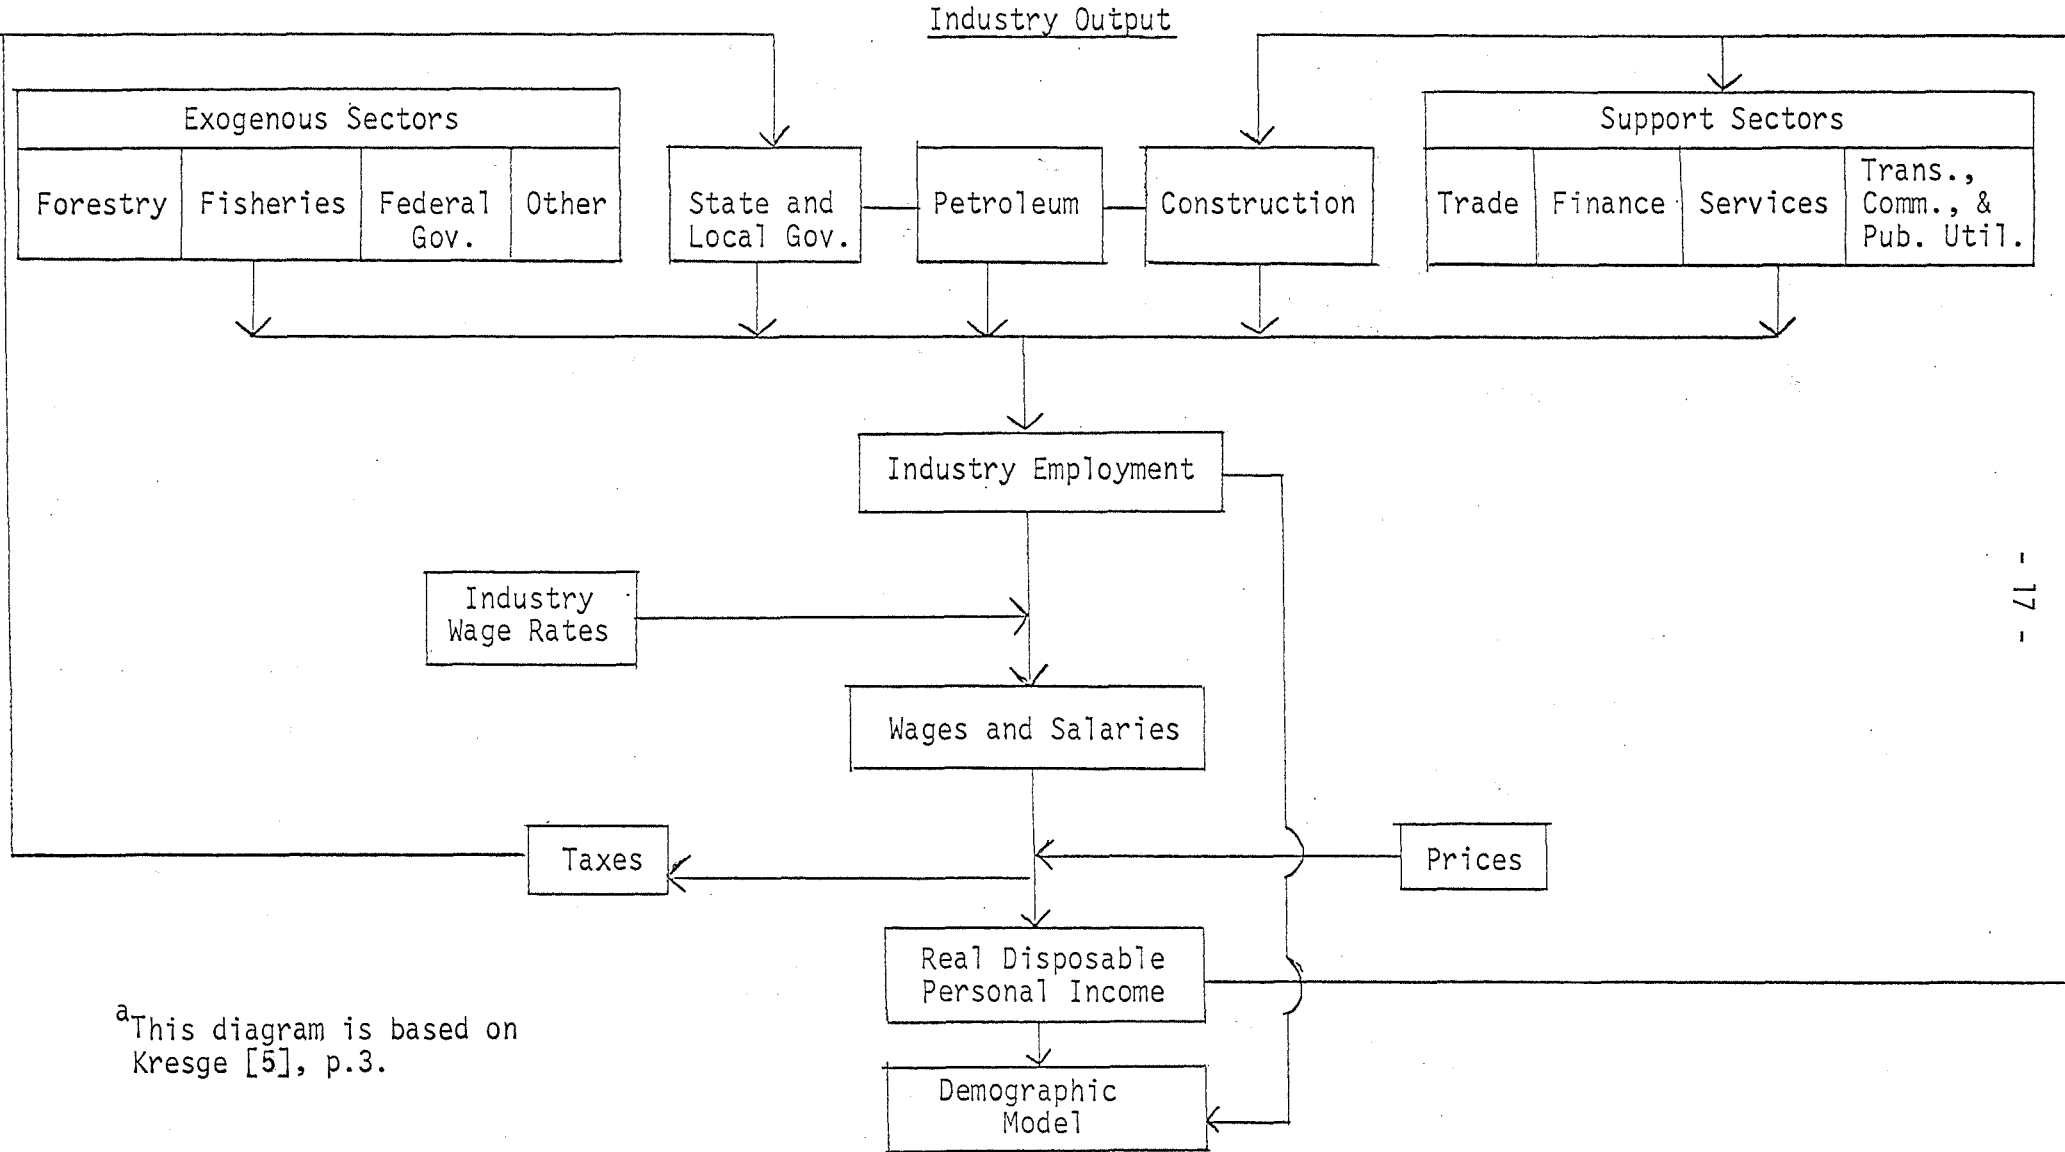 Industry Output
Exogenous Sectors
Forestry
Fisheries
Federal
Gov.
Other
State and
Local Gov.
Petroleum
Construction
Support Sectors
Trade
Finance
Services
Trans.,
Comm., &
Pub. Util.
Industry Employment
Industry
Wage Rates
- 17 -
Wages and Salaries
Taxes
Prices
Real Disposable
Personal Income
Demographic
Model
aThis diagram is based on
Kresge [5], p.3.